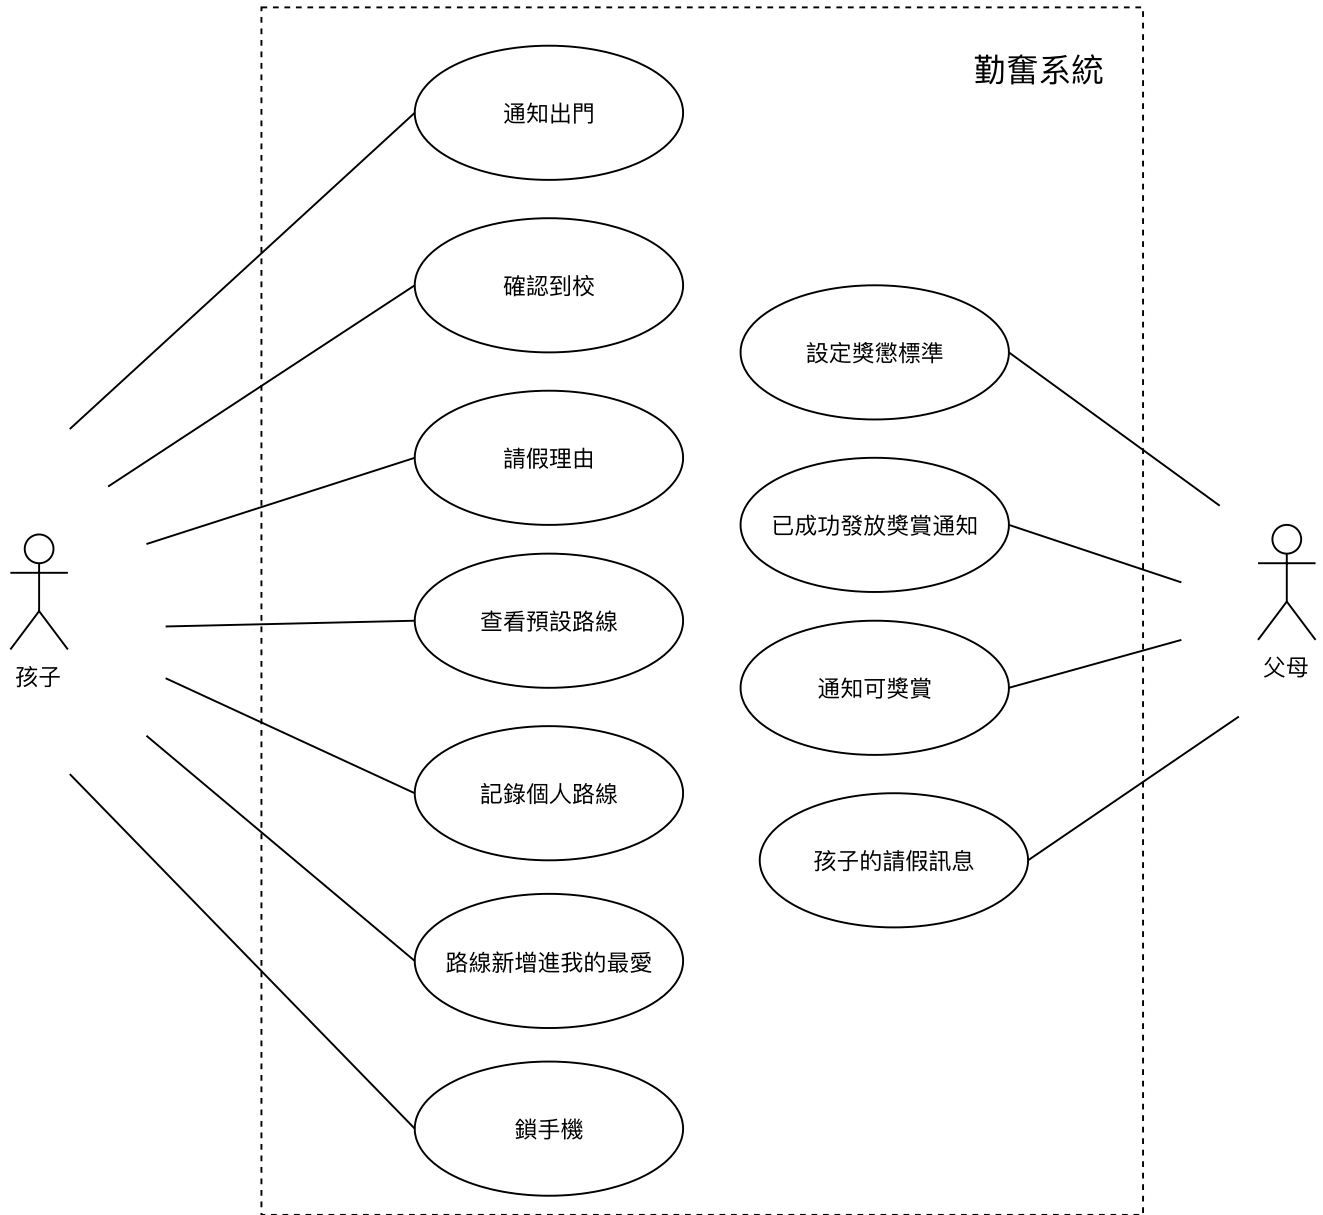 勤奮系統
通知出門
確認到校
請假理由
查看預設路線
記錄個人路線
路線新增進我的最愛
鎖手機
設定獎懲標準
已成功發放獎賞通知
通知可獎賞
孩子的請假訊息
孩子
父母